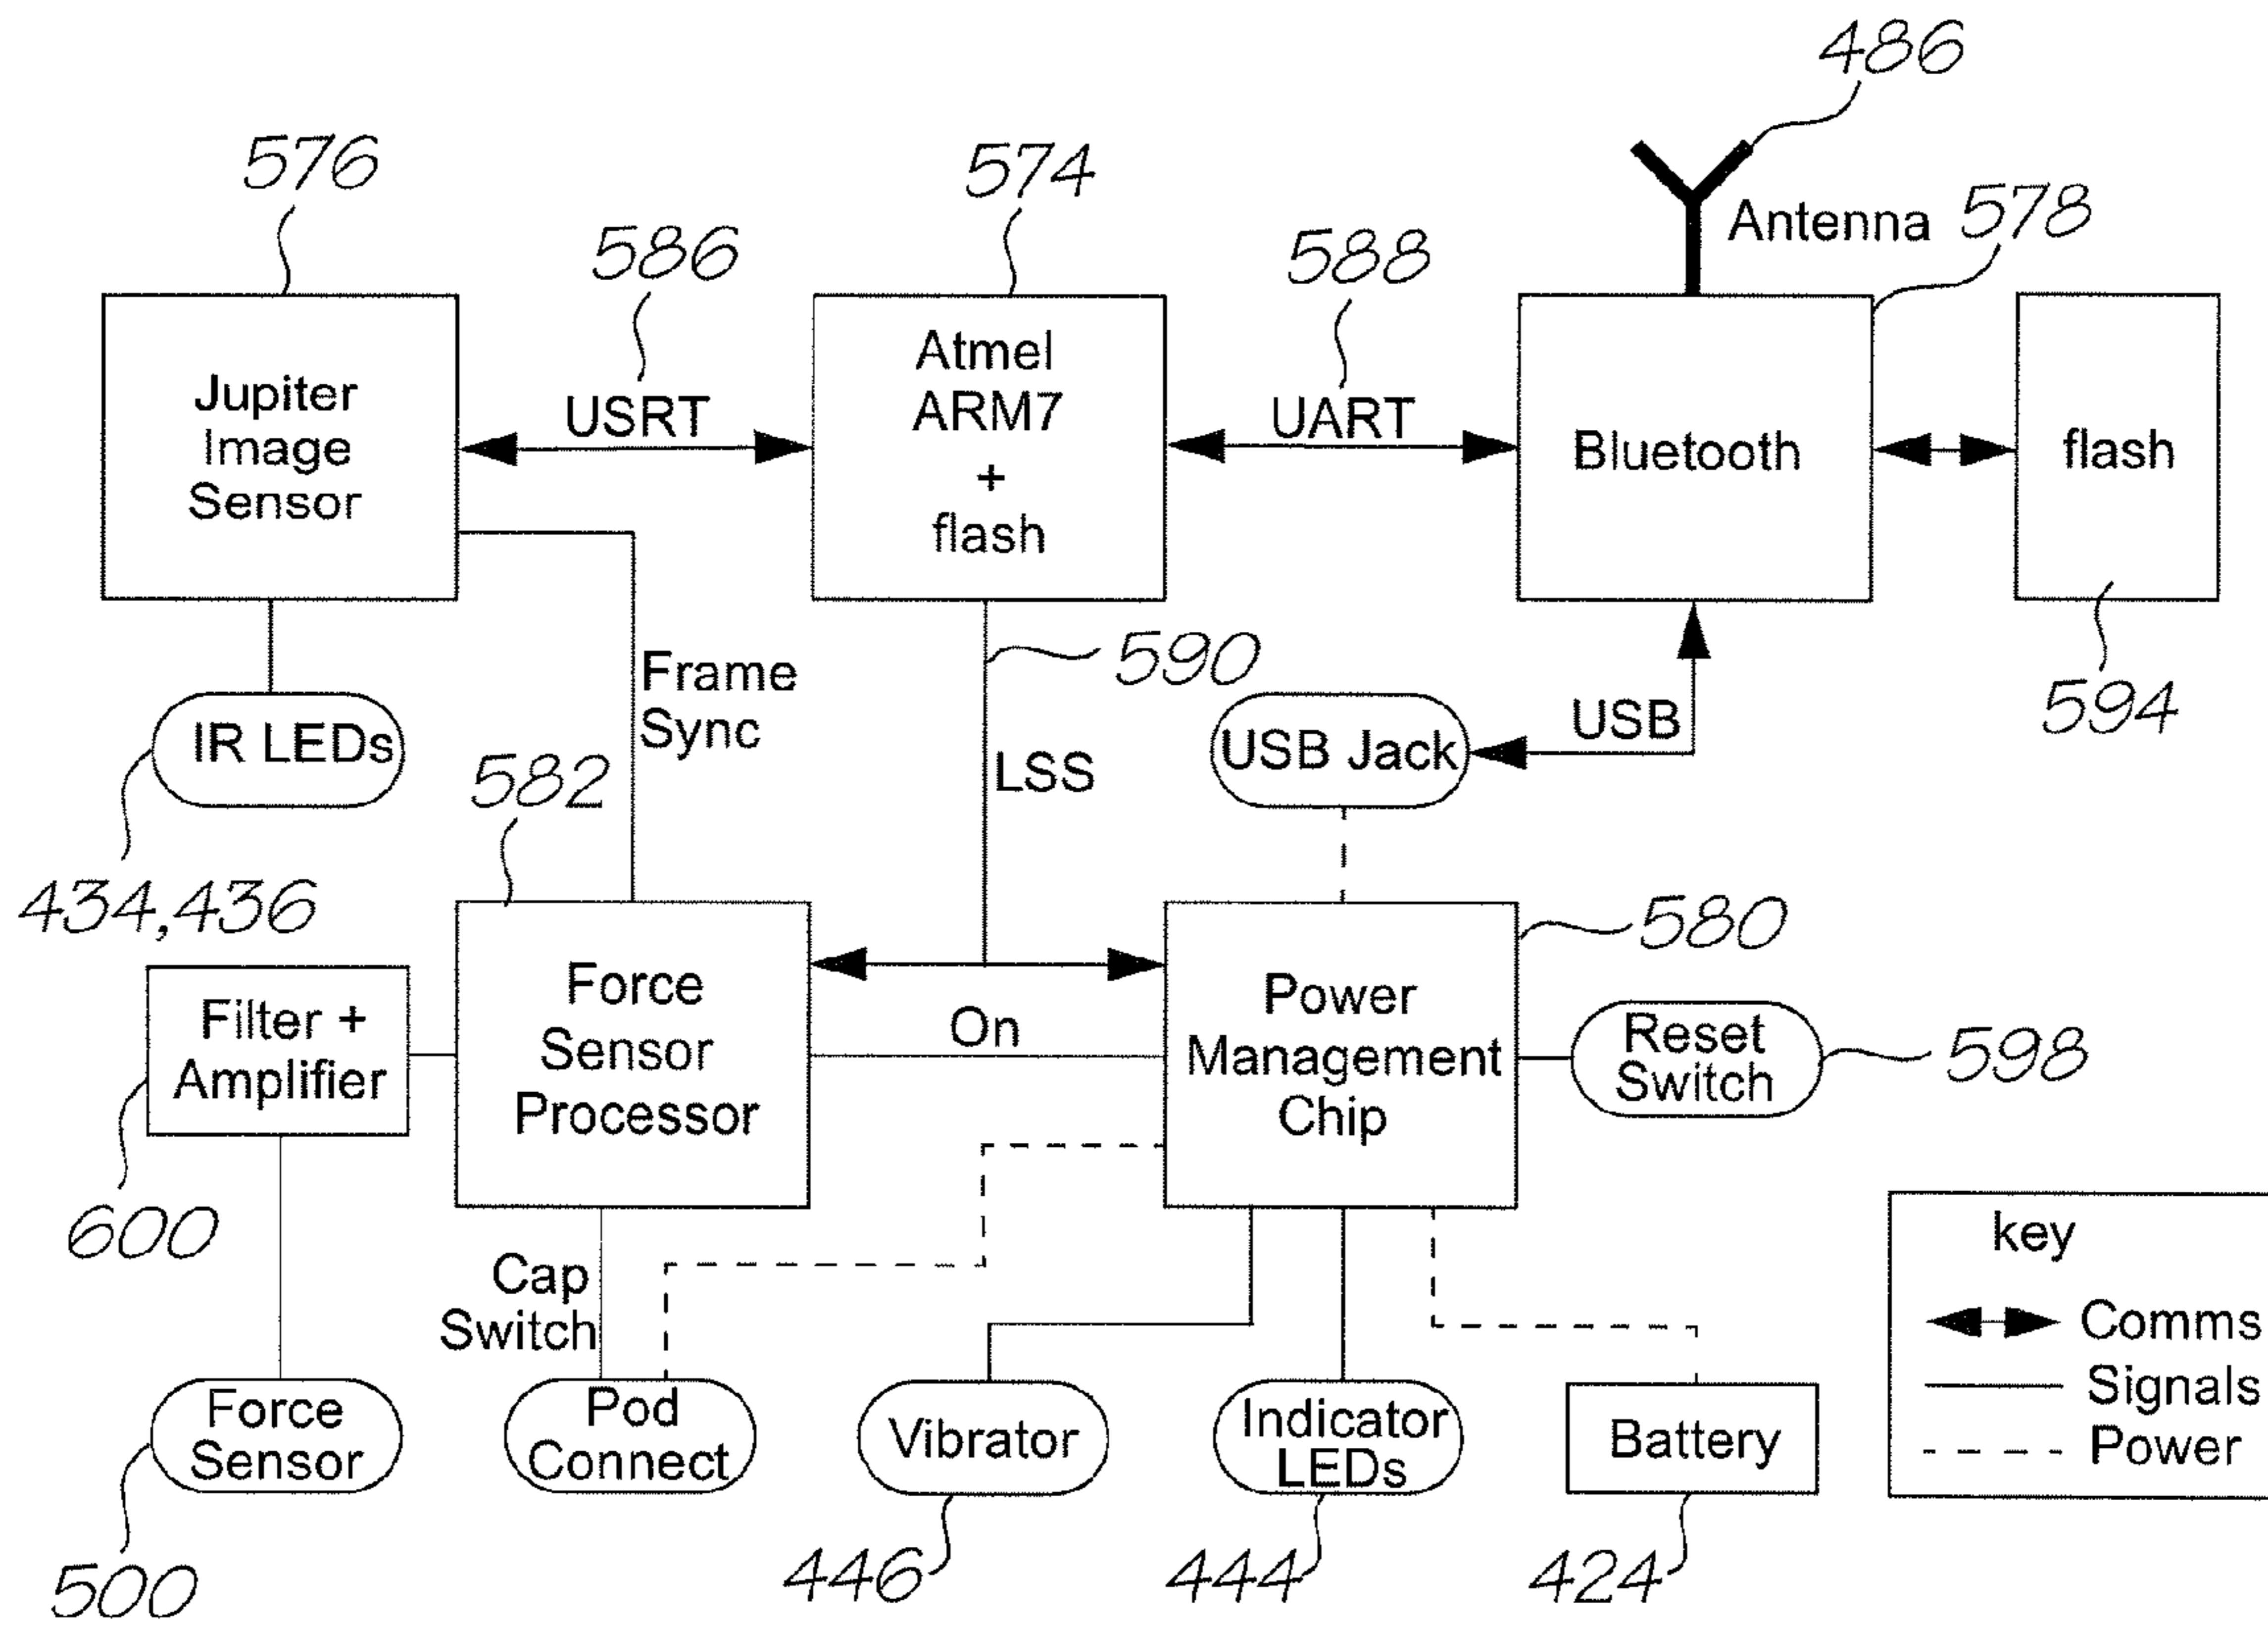 486
576
574
586
588
Antenna
578
Jupiter
Image
Sensor
USRT
Atmel
ARM7
+
flash
UART
Bluetooth
flash
590
594
IR LEDs
Frame
Sync
LSS
USB Jack
USB
434,436
582
580
Filter +
Amplifier
Force
Sensor
Processor
On
Power
Management
Chip
Reset
Switch
598
600
Cap
Switch
key
Comms
Signals
Power
Force
Sensor
Pod
Connect
Vibrator
Indicator
LEDs
Battery
500
446
444
424